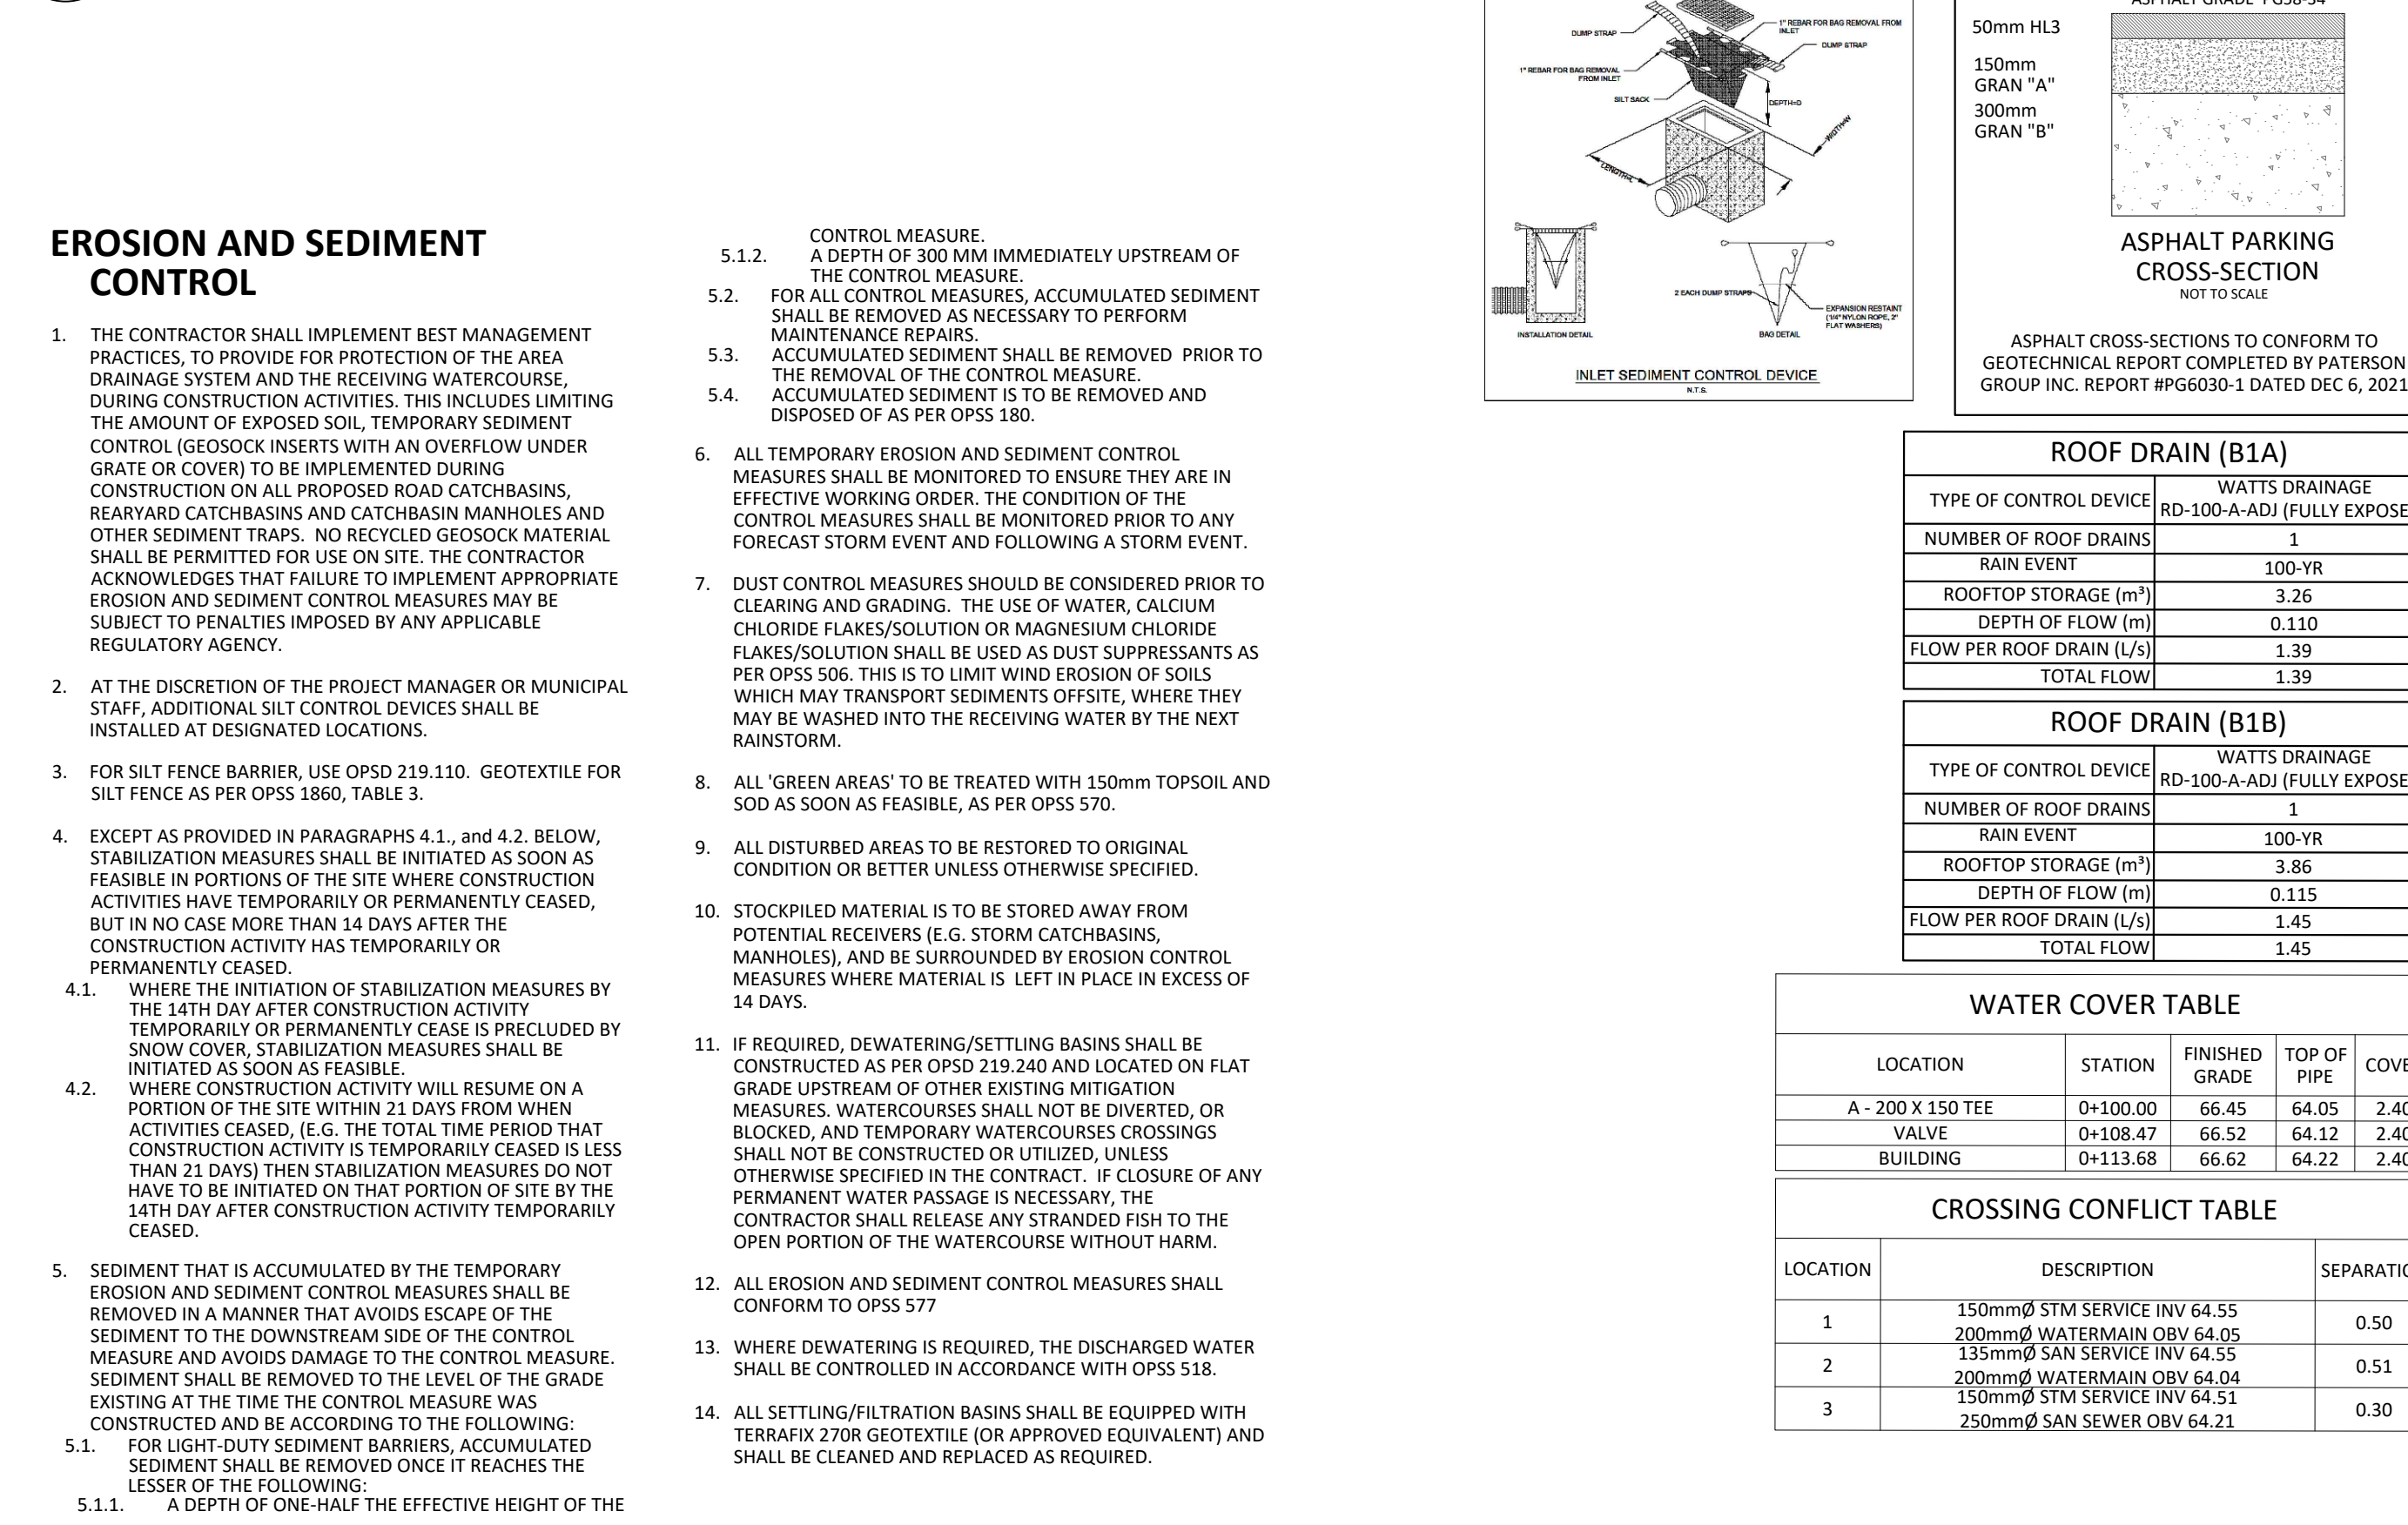 EROSION AND SEDIMENT
CONTROL
1. THE CONTRACTOR SHALL IMPLEMENT BEST MANAGEMENT
PRACTICES, TO PROVIDE FOR PROTECTION OF THE AREA
DRAINAGE SYSTEM AND THE RECEIVING WATERCOURSE,
DURING CONSTRUCTION ACTIVITIES. THIS INCLUDES LIMITING
THE AMOUNT OF EXPOSED SOIL, TEMPORARY SEDIMENT
CONTROL (GEOSOCK INSERTS WITH AN OVERFLOW UNDER
GRATE OR COVER) TO BE IMPLEMENTED DURING
CONSTRUCTION ON ALL PROPOSED ROAD CATCHBASINS,
REARYARD CATCHBASINS AND CATCHBASIN MANHOLES AND
OTHER SEDIMENT TRAPS. NO RECYCLED GEOSOCK MATERIAL
SHALL BE PERMITTED FOR USE ON SITE. THE CONTRACTOR
ACKNOWLEDGES THAT FAILURE TO IMPLEMENT APPROPRIATE
EROSION AND SEDIMENT CONTROL MEASURES MAY BE
SUBJECT TO PENALTIES IMPOSED BY ANY APPLICABLE
REGULATORY AGENCY.
2. AT THE DISCRETION OF THE PROJECT MANAGER OR MUNICIPAL
STAFF, ADDITIONAL SILT CONTROL DEVICES SHALL BE
INSTALLED AT DESIGNATED LOCATIONS.
3. FOR SILT FENCE BARRIER, USE OPSD 219.110. GEOTEXTILE FOR
SILT FENCE AS PER OPSS 1860, TABLE 3.
4. EXCEPT AS PROVIDED IN PARAGRAPHS 4.1., and 4.2. BELOW,
STABILIZATION MEASURES SHALL BE INITIATED AS SOON AS
FEASIBLE IN PORTIONS OF THE SITE WHERE CONSTRUCTION
ACTIVITIES HAVE TEMPORARILY OR PERMANENTLY CEASED,
BUT IN NO CASE MORE THAN 14 DAYS AFTER THE
CONSTRUCTION ACTIVITY HAS TEMPORARILY OR
PERMANENTLY CEASED.
4.1. WHERE THE INITIATION OF STABILIZATION MEASURES BY
THE 14TH DAY AFTER CONSTRUCTION ACTIVITY
TEMPORARILY OR PERMANENTLY CEASE IS PRECLUDED BY
SNOW COVER, STABILIZATION MEASURES SHALL BE
INITIATED AS SOON AS FEASIBLE.
4.2. WHERE CONSTRUCTION ACTIVITY WILL RESUME ON A
PORTION OF THE SITE WITHIN 21 DAYS FROM WHEN
ACTIVITIES CEASED, (E.G. THE TOTAL TIME PERIOD THAT
CONSTRUCTION ACTIVITY IS TEMPORARILY CEASED IS LESS
THAN 21 DAYS) THEN STABILIZATION MEASURES DO NOT
HAVE TO BE INITIATED ON THAT PORTION OF SITE BY THE
14TH DAY AFTER CONSTRUCTION ACTIVITY TEMPORARILY
CEASED.
5. SEDIMENT THAT IS ACCUMULATED BY THE TEMPORARY
EROSION AND SEDIMENT CONTROL MEASURES SHALL BE
REMOVED IN A MANNER THAT AVOIDS ESCAPE OF THE
SEDIMENT TO THE DOWNSTREAM SIDE OF THE CONTROL
MEASURE AND AVOIDS DAMAGE TO THE CONTROL MEASURE.
SEDIMENT SHALL BE REMOVED TO THE LEVEL OF THE GRADE
EXISTING AT THE TIME THE CONTROL MEASURE WAS
CONSTRUCTED AND BE ACCORDING TO THE FOLLOWING:
5.1. FOR LIGHT-DUTY SEDIMENT BARRIERS, ACCUMULATED
SEDIMENT SHALL BE REMOVED ONCE IT REACHES THE
LESSER OF THE FOLLOWING:
5.1.1. A DEPTH OF ONE-HALF THE EFFECTIVE HEIGHT OF THE
CONTROL MEASURE.
5.1.2. A DEPTH OF 300 MM IMMEDIATELY UPSTREAM OF
THE CONTROL MEASURE.
5.2. FOR ALL CONTROL MEASURES, ACCUMULATED SEDIMENT
SHALL BE REMOVED AS NECESSARY TO PERFORM
MAINTENANCE REPAIRS.
5.3. ACCUMULATED SEDIMENT SHALL BE REMOVED PRIOR TO
THE REMOVAL OF THE CONTROL MEASURE.
5.4. ACCUMULATED SEDIMENT IS TO BE REMOVED AND
DISPOSED OF AS PER OPSS 180.
6. ALL TEMPORARY EROSION AND SEDIMENT CONTROL
MEASURES SHALL BE MONITORED TO ENSURE THEY ARE IN
EFFECTIVE WORKING ORDER. THE CONDITION OF THE
CONTROL MEASURES SHALL BE MONITORED PRIOR TO ANY
FORECAST STORM EVENT AND FOLLOWING A STORM EVENT.
7. DUST CONTROL MEASURES SHOULD BE CONSIDERED PRIOR TO
CLEARING AND GRADING. THE USE OF WATER, CALCIUM
CHLORIDE FLAKES/SOLUTION OR MAGNESIUM CHLORIDE
FLAKES/SOLUTION SHALL BE USED AS DUST SUPPRESSANTS AS
PER OPSS 506. THIS IS TO LIMIT WIND EROSION OF SOILS
WHICH MAY TRANSPORT SEDIMENTS OFFSITE, WHERE THEY
MAY BE WASHED INTO THE RECEIVING WATER BY THE NEXT
RAINSTORM.
8. ALL 'GREEN AREAS' TO BE TREATED WITH 150mm TOPSOIL AND
SOD AS SOON AS FEASIBLE, AS PER OPSS 570.
9. ALL DISTURBED AREAS TO BE RESTORED TO ORIGINAL
CONDITION OR BETTER UNLESS OTHERWISE SPECIFIED.
10. STOCKPILED MATERIAL IS TO BE STORED AWAY FROM
POTENTIAL RECEIVERS (E.G. STORM CATCHBASINS,
MANHOLES), AND BE SURROUNDED BY EROSION CONTROL
MEASURES WHERE MATERIAL IS LEFT IN PLACE IN EXCESS OF
14 DAYS.
11. IF REQUIRED, DEWATERING/SETTLING BASINS SHALL BE
CONSTRUCTED AS PER OPSD 219.240 AND LOCATED ON FLAT
GRADE UPSTREAM OF OTHER EXISTING MITIGATION
MEASURES. WATERCOURSES SHALL NOT BE DIVERTED, OR
BLOCKED, AND TEMPORARY WATERCOURSES CROSSINGS
SHALL NOT BE CONSTRUCTED OR UTILIZED, UNLESS
OTHERWISE SPECIFIED IN THE CONTRACT. IF CLOSURE OF ANY
PERMANENT WATER PASSAGE IS NECESSARY, THE
CONTRACTOR SHALL RELEASE ANY STRANDED FISH TO THE
OPEN PORTION OF THE WATERCOURSE WITHOUT HARM.
12. ALL EROSION AND SEDIMENT CONTROL MEASURES SHALL
CONFORM TO OPSS 577
13. WHERE DEWATERING IS REQUIRED, THE DISCHARGED WATER
SHALL BE CONTROLLED IN ACCORDANCE WITH OPSS 518.
14. ALL SETTLING/FILTRATION BASINS SHALL BE EQUIPPED WITH
TERRAFIX 270R GEOTEXTILE (OR APPROVED EQUIVALENT) AND
SHALL BE CLEANED AND REPLACED AS REQUIRED.
DUMP STRAP
1" REBAR FOR BAG REMOVAL FROM
INLET
DUMP STRAP
1" REBAR FOR BAG REMOVAL
FROM INLET
SILT SACK
DEPTH=D
WIDTH=W
LENGTH=L
2 EACH DUMP STRAPS
EXPANSION RESTAINT
(1/4" NYLON ROPE, 2"
FLAT WASHERS)
INSTALLATION DETAIL
BAG DETAIL
INLET SEDIMENT CONTROL DEVICE
N.T.S.
ASPHALT GRADE PG58-34
50mm HL3
150mm
GRAN "A"
300mm
GRAN "B"
ASPHALT PARKING
CROSS-SECTION
NOT TO SCALE
ASPHALT CROSS-SECTIONS TO CONFORM TO
GEOTECHNICAL REPORT COMPLETED BY PATERSON
GROUP INC. REPORT #PG6030-1 DATED DEC 6, 2021
ROOF DRAIN (B1A)
TYPE OF CONTROL DEVICE WATTS DRAINAGE
RD-100-A-ADJ (FULLY EXPOSE
NUMBER OF ROOF DRAINS 1
RAIN EVENT 100-YR
ROOFTOP STORAGE (m³) 3.26
DEPTH OF FLOW (m) 0.110
FLOW PER ROOF DRAIN (L/s) 1.39
TOTAL FLOW 1.39
ROOF DRAIN (B1B)
TYPE OF CONTROL DEVICE WATTS DRAINAGE
RD-100-A-ADJ (FULLY EXPOSE
NUMBER OF ROOF DRAINS 1
RAIN EVENT 100-YR
ROOFTOP STORAGE (m³) 3.86
DEPTH OF FLOW (m) 0.115
FLOW PER ROOF DRAIN (L/s) 1.45
TOTAL FLOW 1.45
WATER COVER TABLE
LOCATION STATION FINISHED GRADE TOP OF PIPE COVE
A - 200 X 150 TEE 0+100.00 66.45 64.05 2.40
VALVE 0+108.47 66.52 64.12 2.40
BUILDING 0+113.68 66.62 64.22 2.40
CROSSING CONFLICT TABLE
LOCATION DESCRIPTION SEPARATIO
1 150mmØ STM SERVICE INV 64.55
200mmØ WATERMAIN OBV 64.05 0.50
2 135mmØ SAN SERVICE INV 64.55
200mmØ WATERMAIN OBV 64.04 0.51
3 150mmØ STM SERVICE INV 64.51
250mmØ SAN SEWER OBV 64.21 0.30